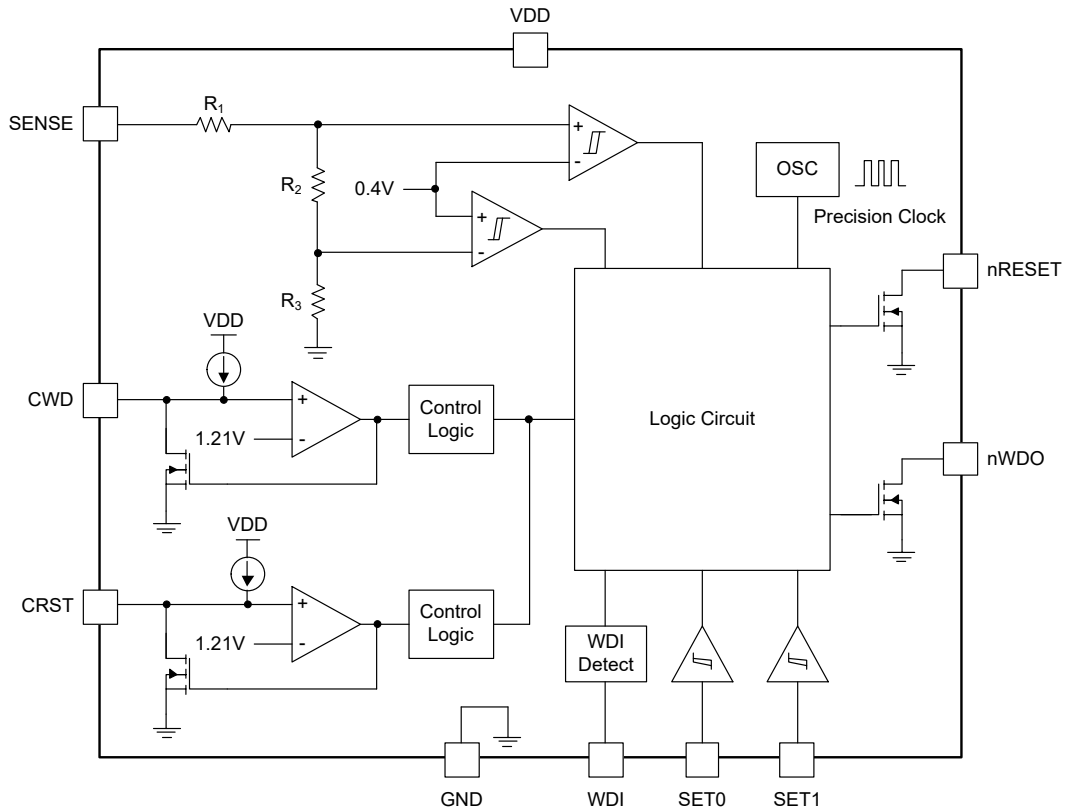 VDD
SENSE
R1
+
-
R2
0.4V
+
-
OSC
Precision Clock
nRESET
R3
VDD
CWD
+
1.21V
-
Control
Logic
Logic Circuit
nWDO
VDD
CRST
+
1.21V
-
Control
Logic
WDI
Detect
GND
WDI
SET0
SET1